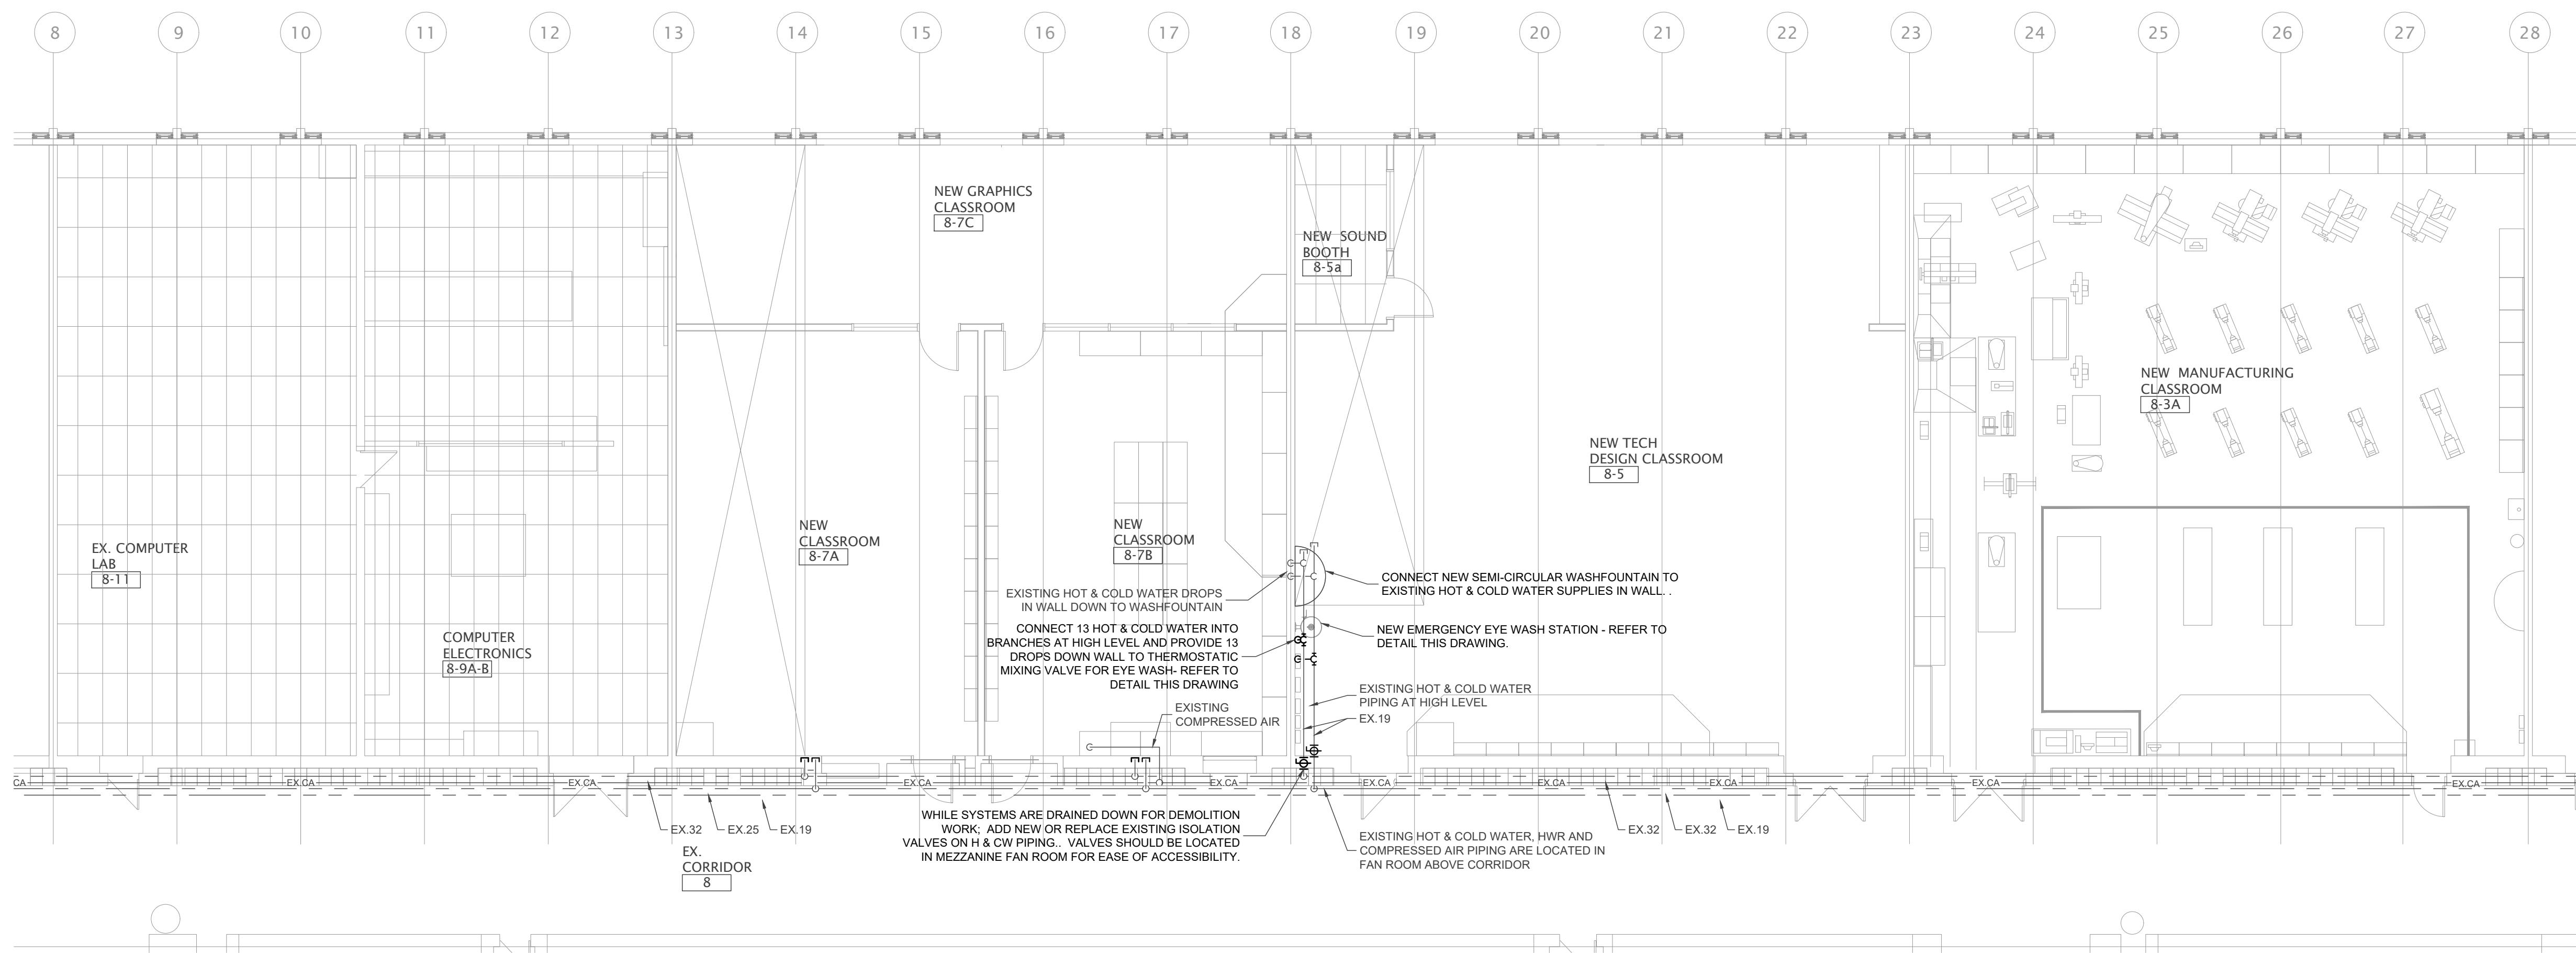 8 9 10 11 12 13 14 15 16 17 18 19 20 21 22 23 24 25 26 27 28
NEW GRAPHICS
CLASSROOM
8-7C
NEW SOUND
BOOTH
8-5a
NEW MANUFACTURING
CLASSROOM
8-3A
NEW TECH
DESIGN CLASSROOM
8-5
EX. COMPUTER
LAB
8-11
NEW
CLASSROOM
8-7A
NEW
CLASSROOM
8-7B
COMPUTER
ELECTRONICS
8-9A-B
EXISTING HOT & COLD WATER DROPS
IN WALL DOWN TO WASHFOUNTAIN
CONNECT 13 HOT & COLD WATER INTO
BRANCHES AT HIGH LEVEL AND PROVIDE 13
DROPS DOWN WALL TO THERMOSTATIC
MIXING VALVE FOR EYE WASH- REFER TO
DETAIL THIS DRAWING
CONNECT NEW SEMI-CIRCULAR WASHFOUNTAIN TO
EXISTING HOT & COLD WATER SUPPLIES IN WALL. .
NEW EMERGENCY EYE WASH STATION - REFER TO
DETAIL THIS DRAWING.
EXISTING HOT & COLD WATER
PIPING AT HIGH LEVEL
EX.19
EXISTING
COMPRESSED AIR
CA EX.CA EX.CA EX.CA EX.CA EX.CA EX.CA EX.CA EX.CA EX.CA
EX.32 EX.25 EX.19
WHILE SYSTEMS ARE DRAINED DOWN FOR DEMOLITION
WORK; ADD NEW OR REPLACE EXISTING ISOLATION
VALVES ON H & CW PIPING.. VALVES SHOULD BE LOCATED
IN MEZZANINE FAN ROOM FOR EASE OF ACCESSIBILITY.
EXISTING HOT & COLD WATER, HWR AND
COMPRESSED AIR PIPING ARE LOCATED IN
FAN ROOM ABOVE CORRIDOR
EX.32 EX.32 EX.19
EX.
CORRIDOR
8